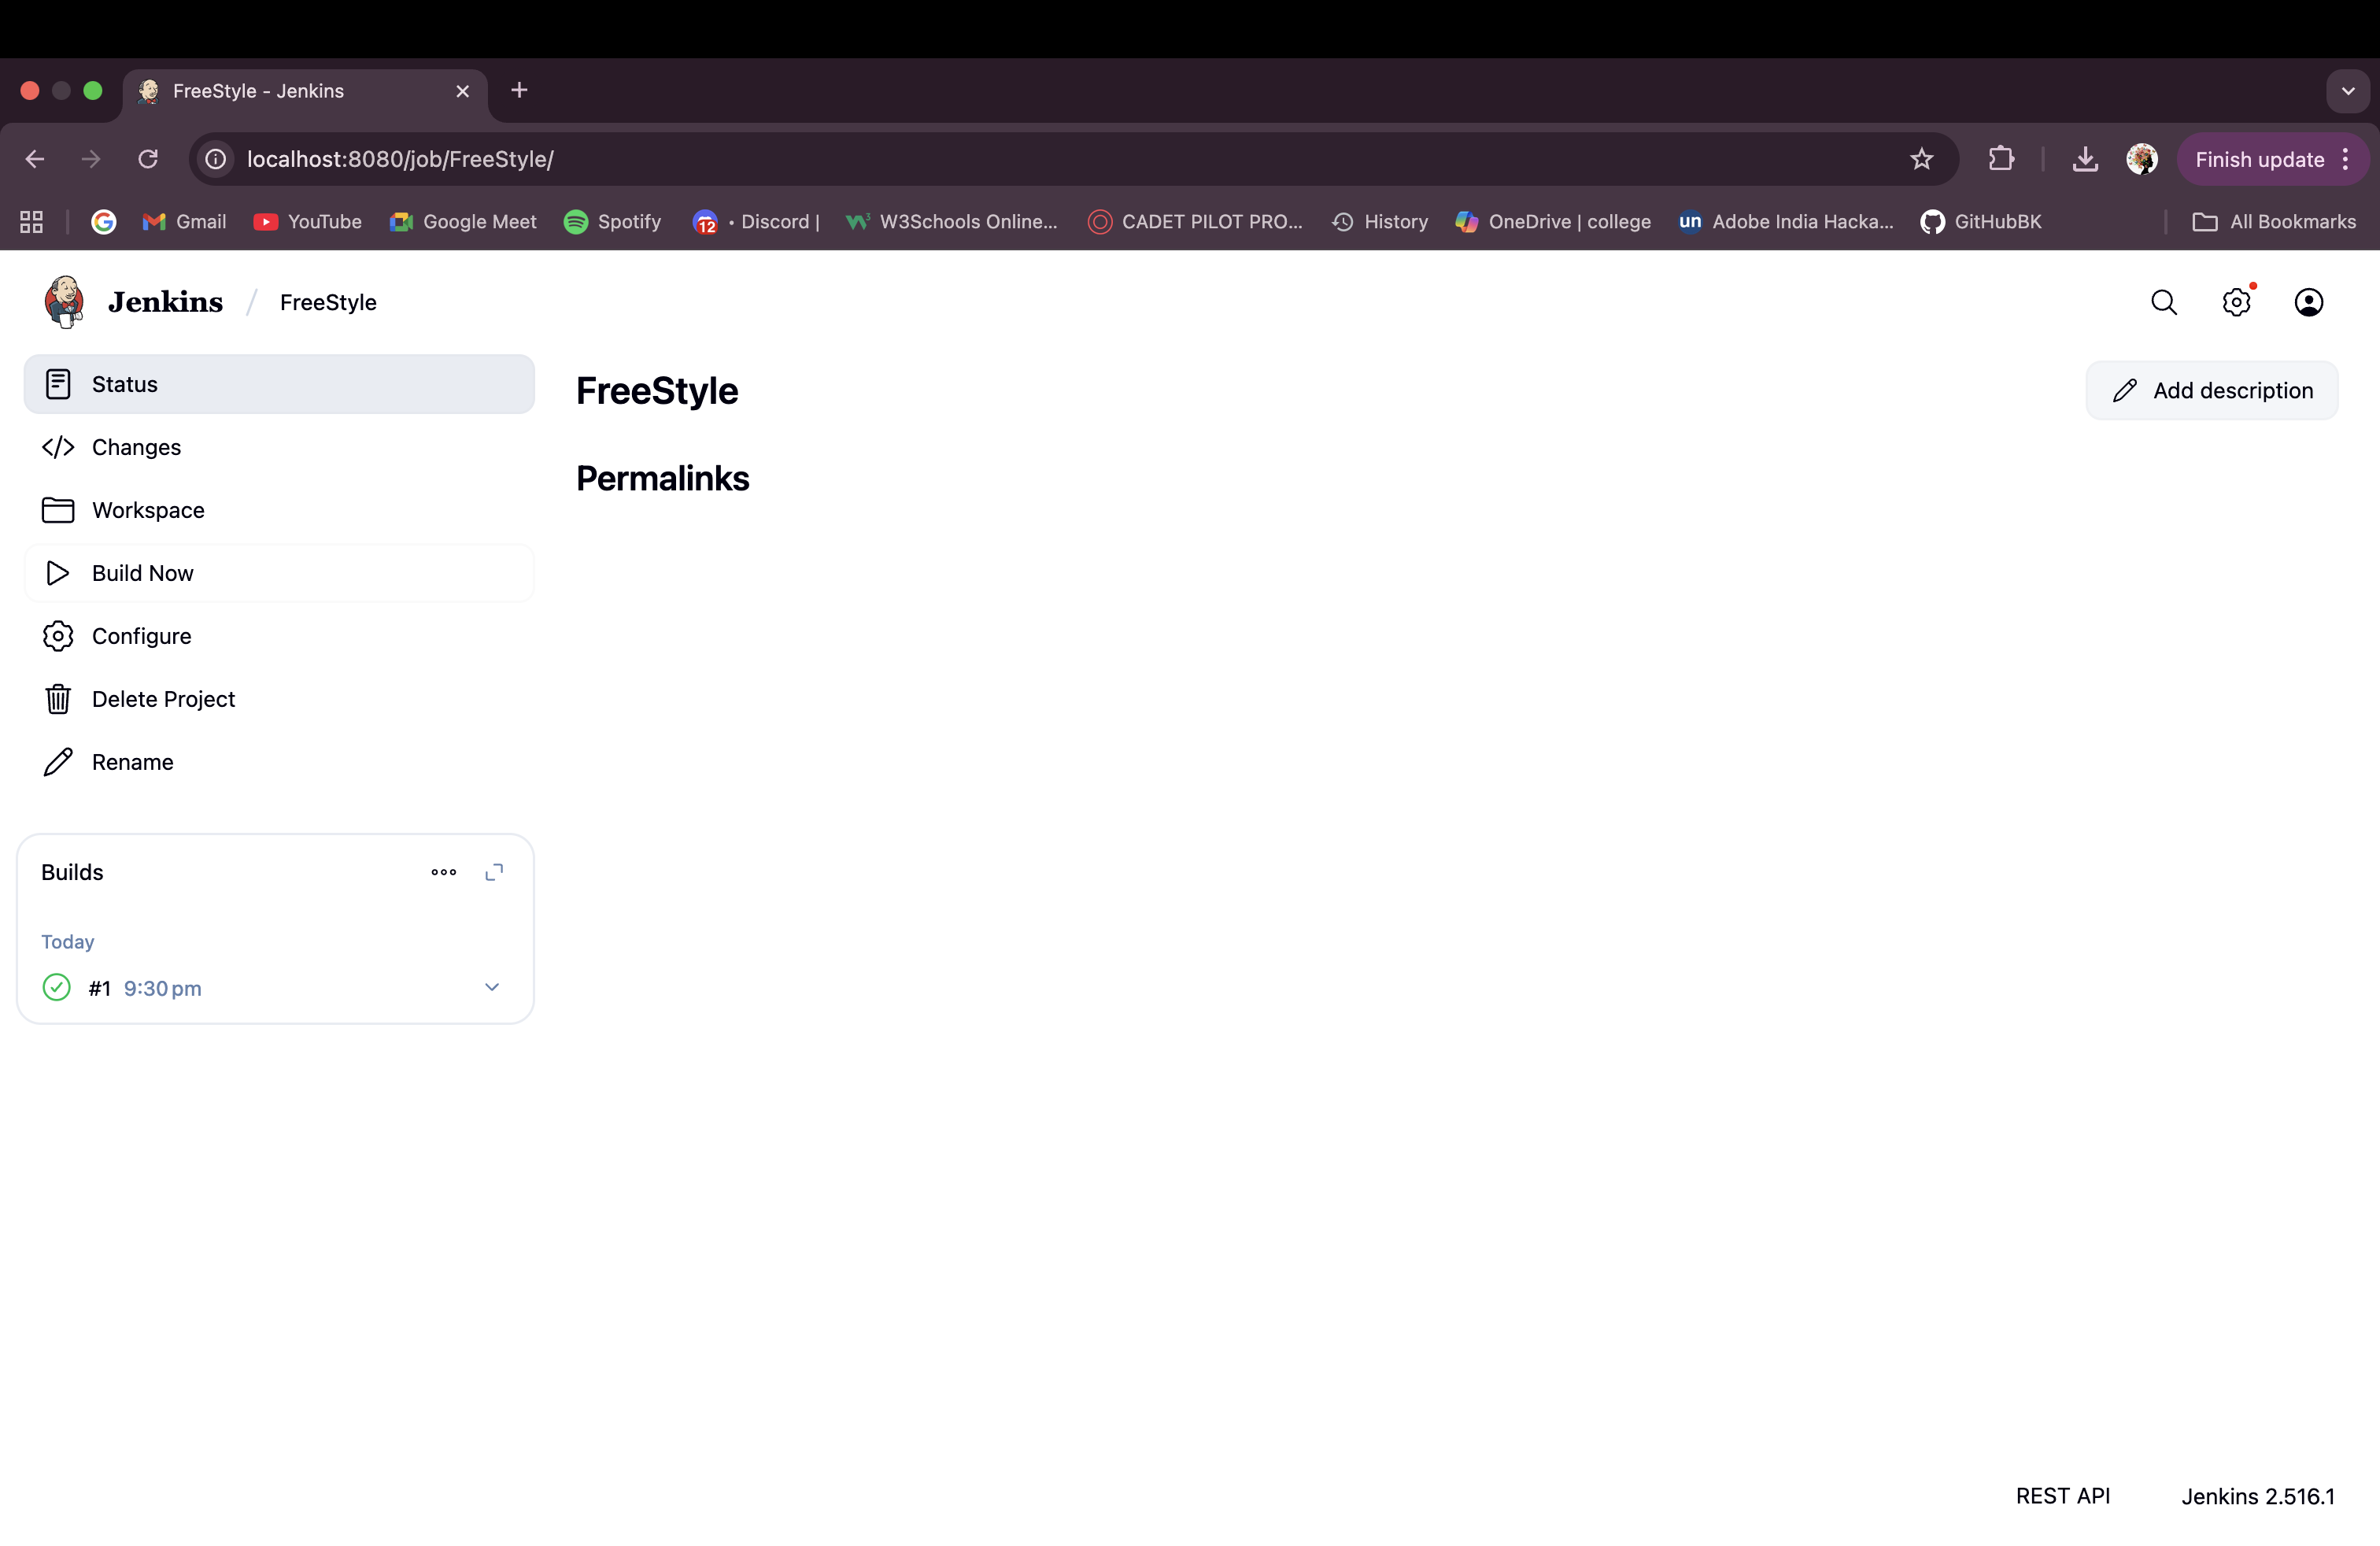 FreeStyle - Jenkins
localhost:8080/job/FreeStyle/
Finish update
Gmail YouTube Google Meet Spotify 12 • Discord | W3Schools Online... CADET PILOT PRO... History OneDrive | college un Adobe India Hacka... GitHubBK All Bookmarks
Jenkins / FreeStyle
Status
Changes
Workspace
Build Now
Configure
Delete Project
Rename
Builds
Today
#1 9:30 pm
FreeStyle
Add description
Permalinks
REST API Jenkins 2.516.1